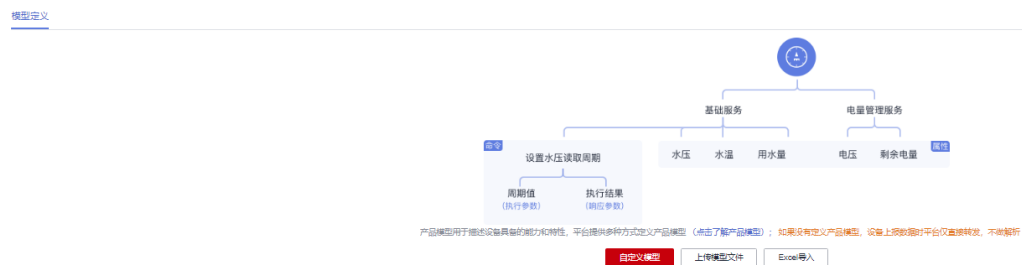 模型定义
基础服务
电量管理服务
命令
设置水压读取周期
水压
水温
用水量
电压
剩余电量
属性
周期值
执行结果
(执行参数)
(响应参数)
产品模型用于描述设备具备的能力和特性，平台提供多种方式定义产品模型 （点击了解产品模型）；如果没有定义产品模型，设备上报数据时平台仅直接转发，不做解析
自定义模型
上传模型文件
Excel导入